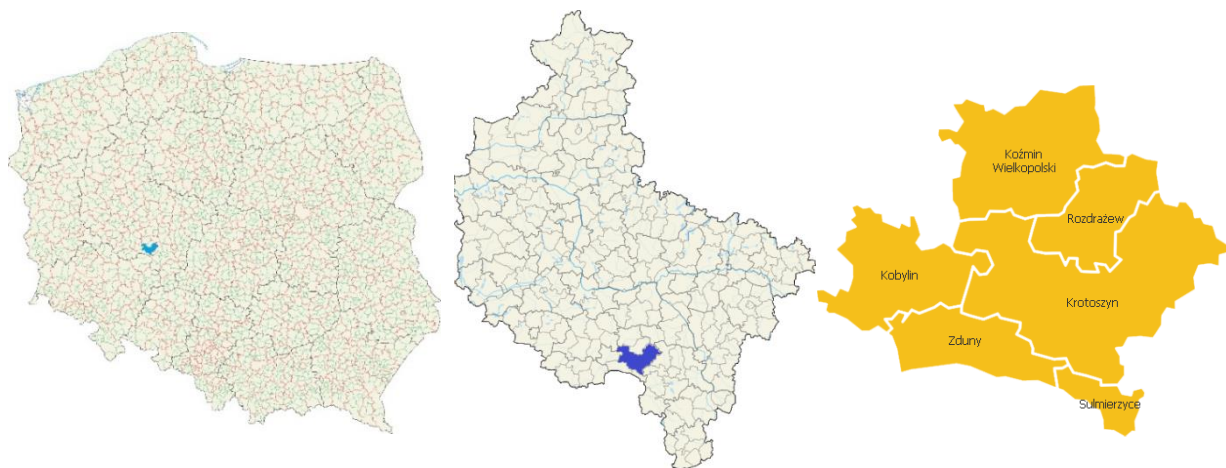 Koźmin
Wielkopolski
Rozdrażew
Kobylin
Krotoszyn
Zduny
Sulmierzyce